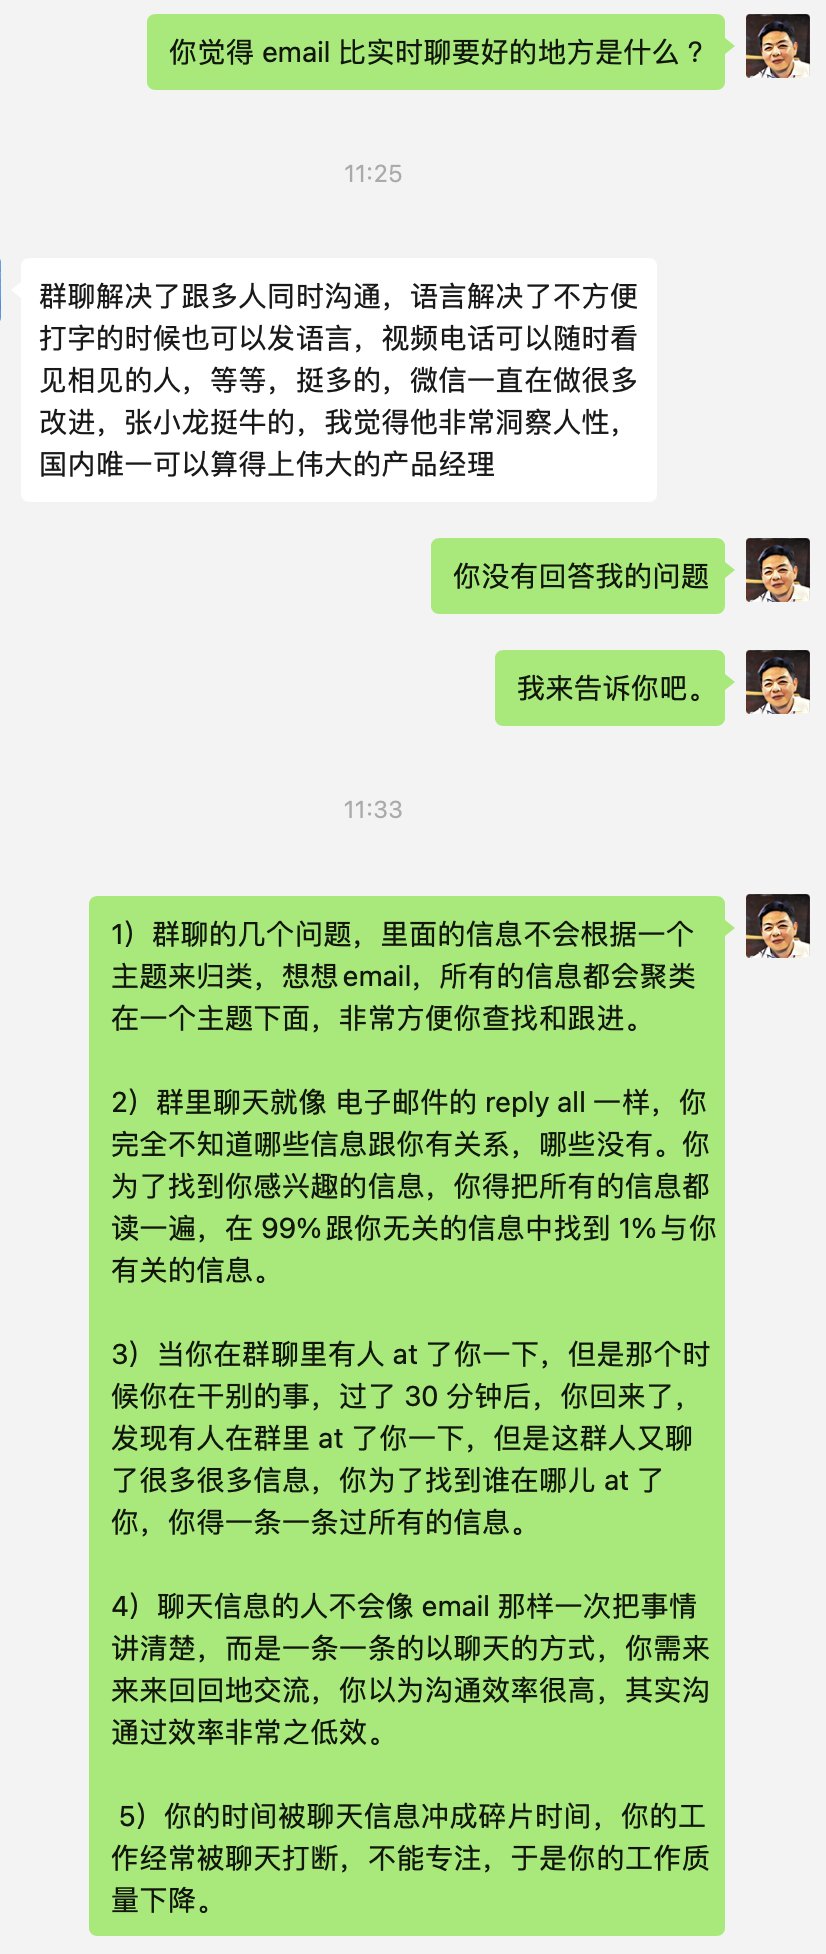 你觉得 email 比实时聊要好的地方是什么？
11:25
群聊解决了跟多人同时沟通，语言解决了不方便
打字的时候也可以发语言，视频电话可以随时看
见相见的人，等等，挺多的，微信一直在做很多
改进，张小龙挺牛的，我觉得他非常洞察人性，
国内唯一可以算得上伟大的产品经理
你没有回答我的问题
我来告诉你吧。
11:33
1）群聊的几个问题，里面的信息不会根据一个
主题来归类，想想email，所有的信息都会聚类
在一个主题下面，非常方便你查找和跟进。
2）群里聊天就像 电子邮件的 reply all 一样，你
完全不知道哪些信息跟你有关系，哪些没有。你
为了找到你感兴趣的信息，你得把所有的信息都
读一遍，在 99%跟你无关的信息中找到 1%与你
有关的信息。
3）当你在群聊里有人 at 了你一下，但是那个时
候你在干别的事，过了 30 分钟后，你回来了，
发现有人在群里 at 了你一下，但是这群人又聊
了很多很多信息，你为了找到谁在哪儿 at 了
你，你得一条一条过所有的信息。
4）聊天信息的人不会像 email 那样一次把事情
讲清楚，而是一条一条的以聊天的方式，你需来
来来回回地交流，你以为沟通效率很高，其实沟
通过效率非常之低效。
5）你的时间被聊天信息冲成碎片时间，你的工
作经常被聊天打断，不能专注，于是你的工作质
量下降。